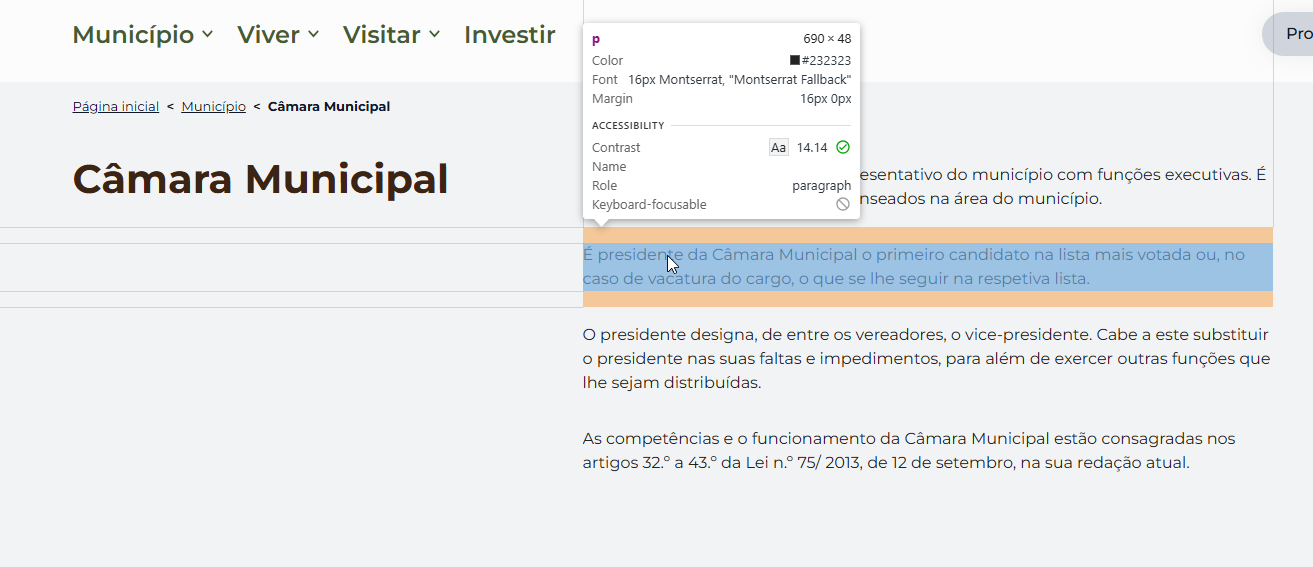 Município Viver Visitar Investir
Página inicial < Município < Câmara Municipal
Câmara Municipal
p 690 × 48
Color #232323
Font 16px Montserrat, "Montserrat Fallback"
Margin 16px 0px
ACCESSIBILITY
Contrast Aa 14.14
Name
Role paragraph
Keyboard-focusable
do município com funções executivas. É
na área do município.
É presidente da Câmara Municipal o primeiro candidato na lista mais votada ou, no
caso de vacatura do cargo, o que se lhe seguir na respetiva lista.
O presidente designa, de entre os vereadores, o vice-presidente. Cabe a este substituir
o presidente nas suas faltas e impedimentos, para além de exercer outras funções que
lhe sejam distribuídas.
As competências e o funcionamento da Câmara Municipal estão consagradas nos
artigos 32.º a 43.º da Lei n.º 75/ 2013, de 12 de setembro, na sua redação atual.